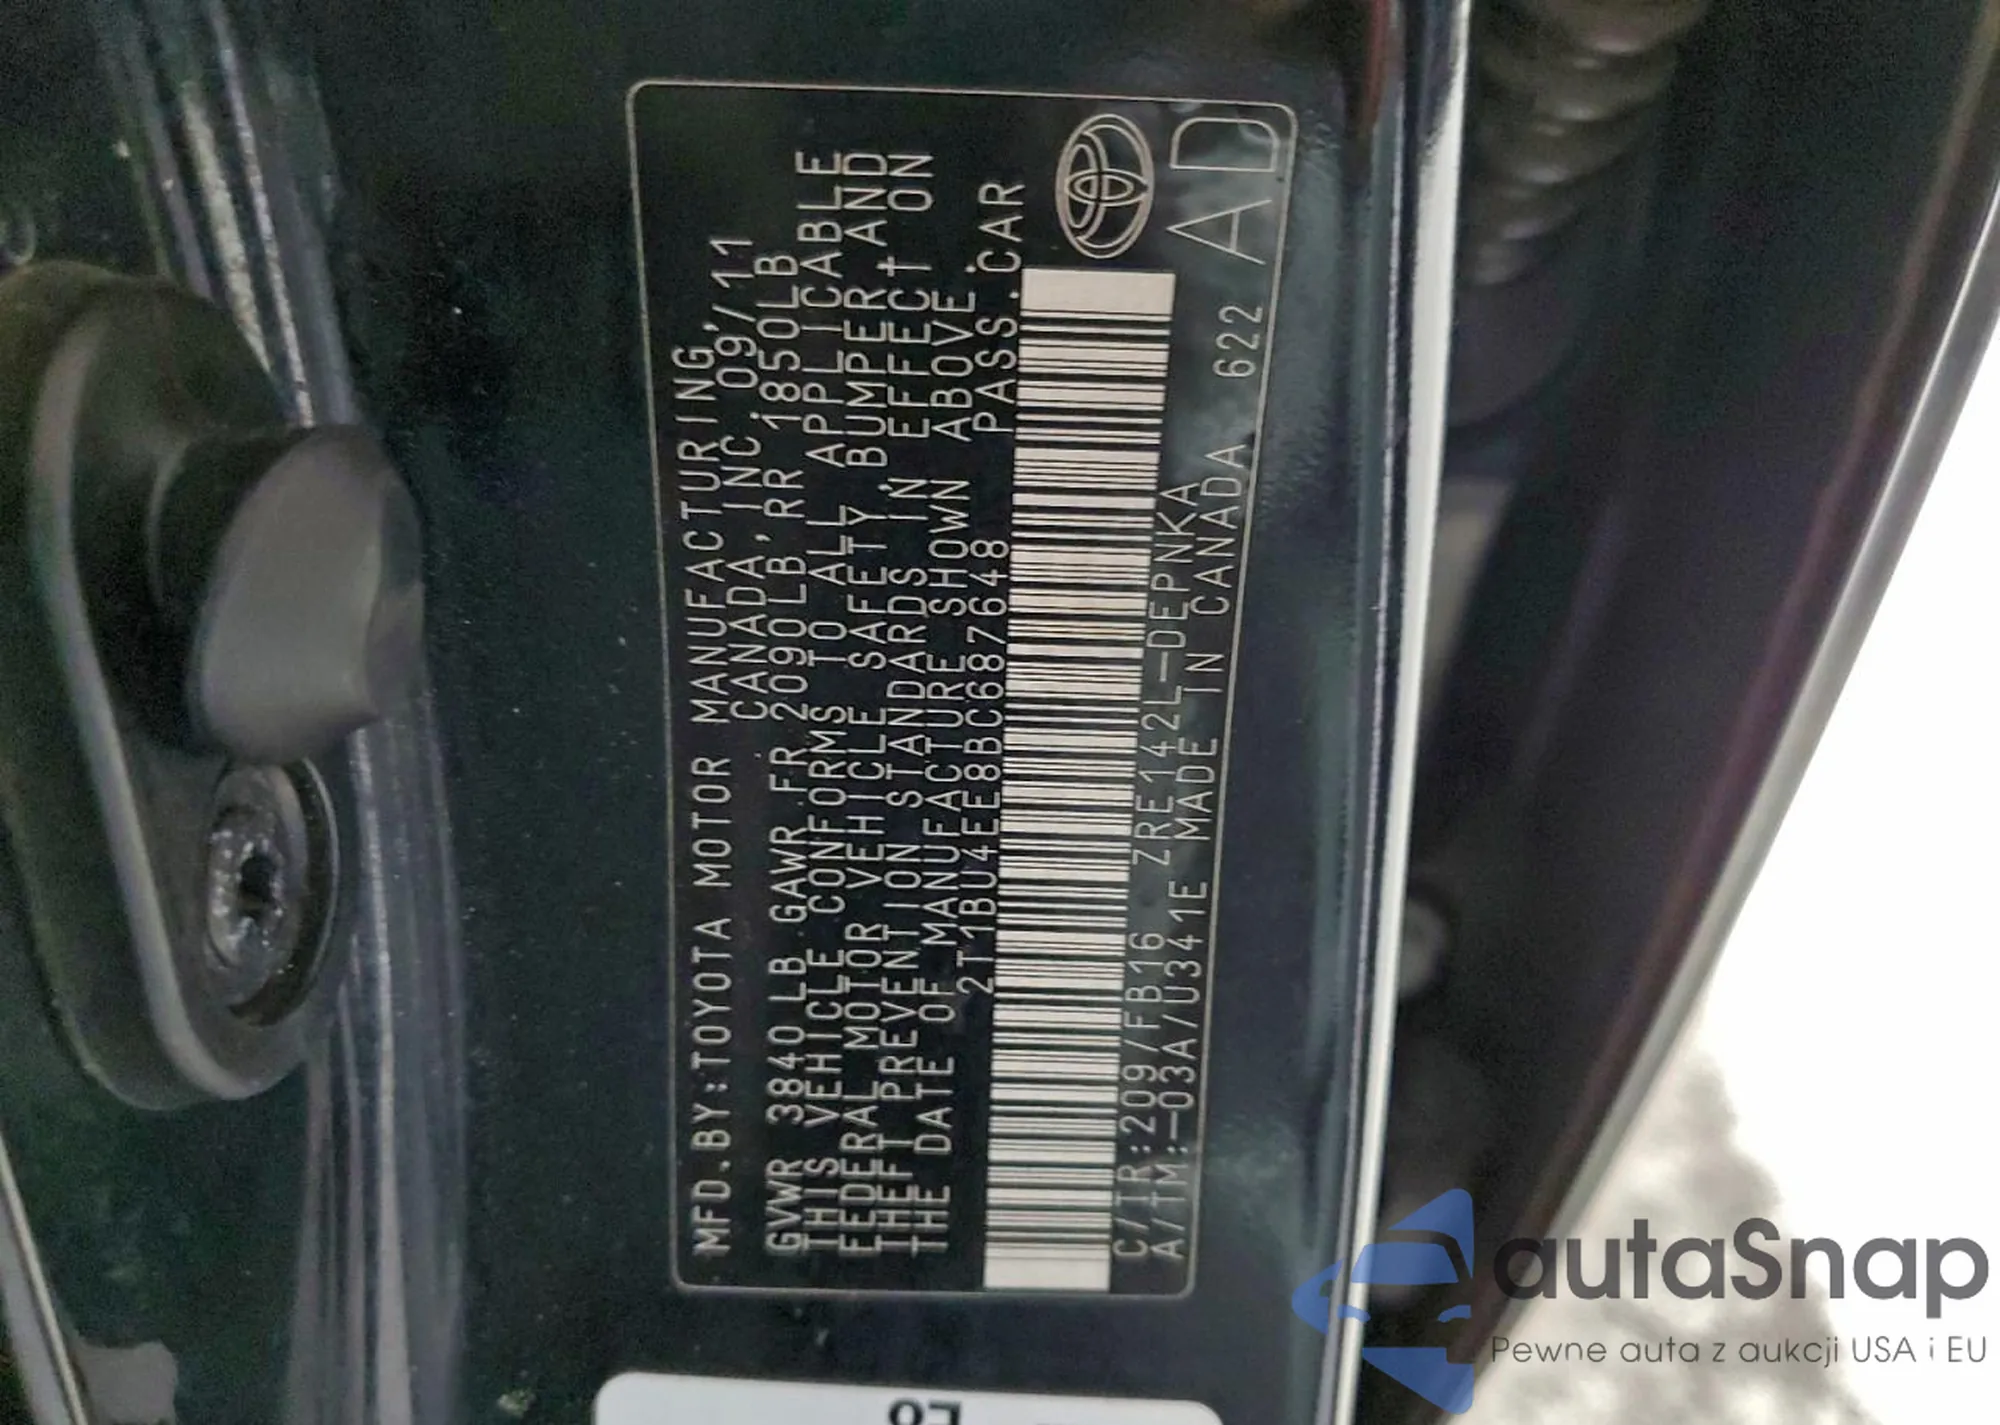 MFD.BY:TOYOTA MOTOR MANUFACTURING,
CANADA, INC. 09/11
GVWR 3840LB GAWR FR 2090LB, RR 1850LB
THIS VEHICLE CONFORMS TO ALL APPLICABLE
FEDERAL MOTOR VEHICLE SAFETY, BUMPER, AND
THEFT PREVENTION STANDARDS IN EFFECT ON
THE DATE OF MANUFACTURE SHOWN ABOVE.
2T1BU4EE8BC687648 PASS.CAR
C/TR:209/FB16 ZRE142L-DEPNKA
A/TM:-03A/U341E MADE IN CANADA 622
AD
autaSnap
Pewne auta z aukcji USA i EU